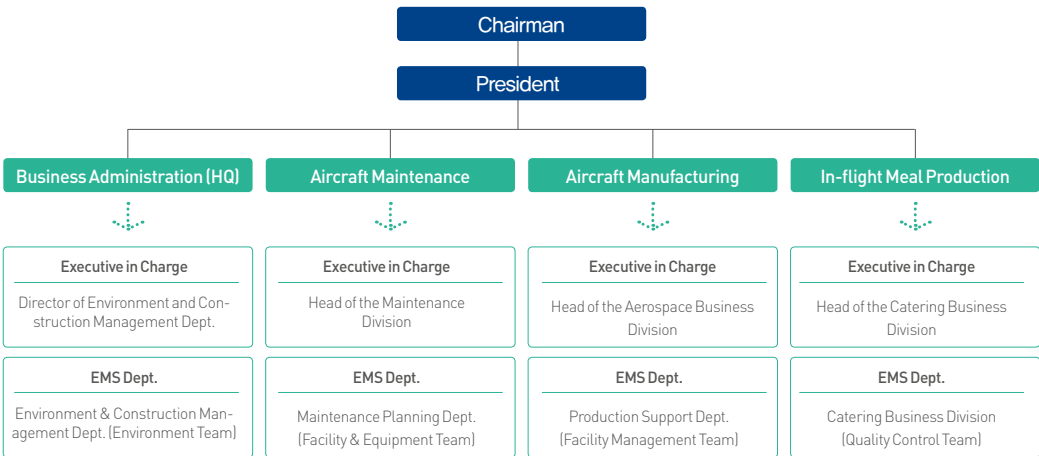 Chairman
President
Business Administration (HQ)
Aircraft Maintenance
Aircraft Manufacturing
In-flight Meal Production
Executive in Charge
Director of Environment and Con-
struction Management Dept.
Executive in Charge
Head of the Maintenance
Division
Executive in Charge
Head of the Aerospace Business
Division
Executive in Charge
Head of the Catering Business
Division
EMS Dept.
Environment & Construction Man-
agement Dept. (Environment Team)
EMS Dept.
Maintenance Planning Dept.
(Facility & Equipment Team)
EMS Dept.
Production Support Dept.
(Facility Management Team)
EMS Dept.
Catering Business Division
(Quality Control Team)